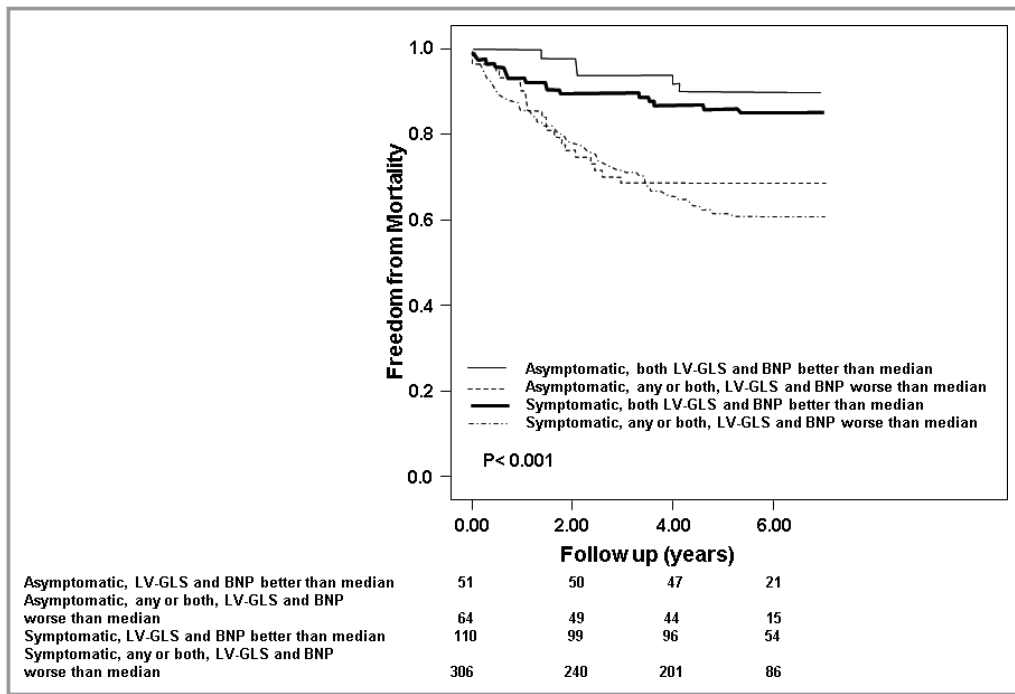 1.0
0.8
0.6
0.4
0.2
0.0
Freedom from Mortality
Asymptomatic, both LV-GLS and BNP better than median
Asymptomatic, any or both, LV-GLS and BNP worse than median
Symptomatic, both LV-GLS and BNP better than median
Symptomatic, any or both, LV-GLS and BNP worse than median
P< 0.001
0.00 2.00 4.00 6.00
Follow up (years)
Asymptomatic, LV-GLS and BNP better than median 51 50 47 21
Asymptomatic, any or both, LV-GLS and BNP
worse than median 64 49 44 15
Symptomatic, LV-GLS and BNP better than median 110 99 96 54
Symptomatic, any or both, LV-GLS and BNP
worse than median 306 240 201 86